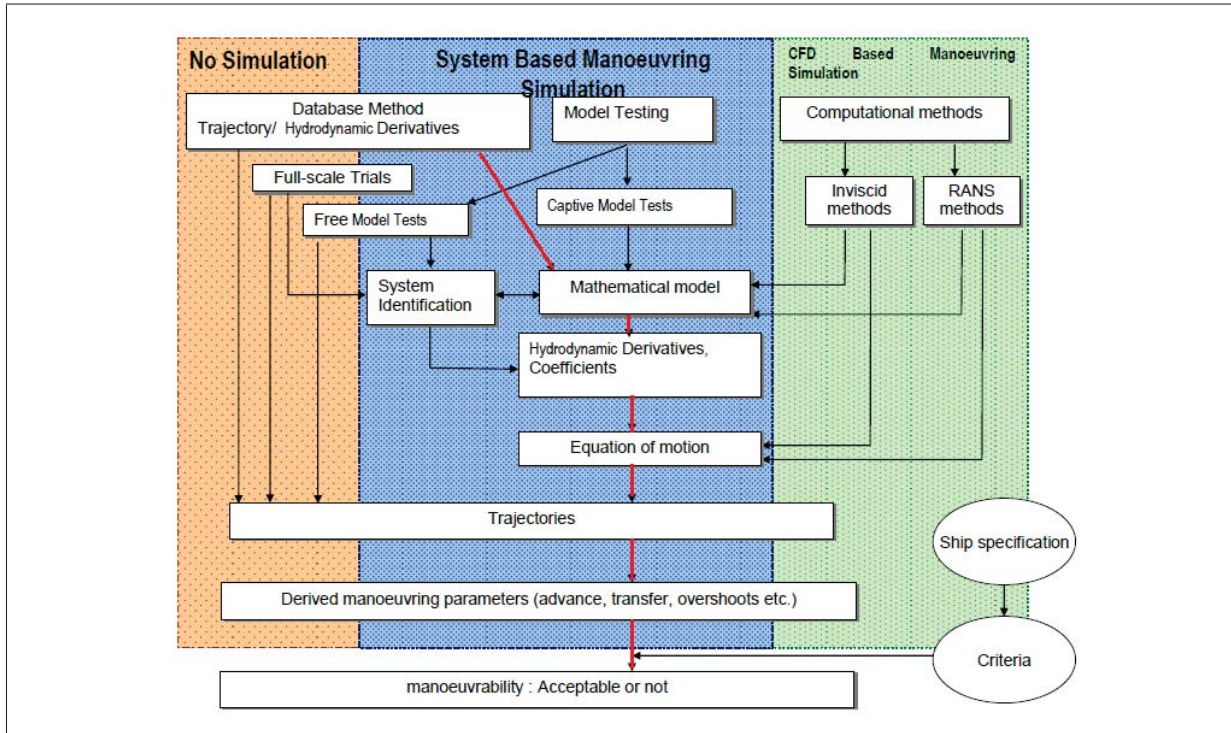 No Simulation
System Based Manoeuvring
Simulation
CFD Based Manoeuvring
Simulation
Database Method
Trajectory/ Hydrodynamic Derivatives
Model Testing
Computational methods
Full-scale Trials
Free Model Tests
Captive Model Tests
Inviscid
methods
RANS
methods
System
Identification
Mathematical model
Hydrodynamic Derivatives,
Coefficients
Equation of motion
Trajectories
Ship specification
Derived manoeuvring parameters (advance, transfer, overshoots etc.)
Criteria
manoeuvrability : Acceptable or not